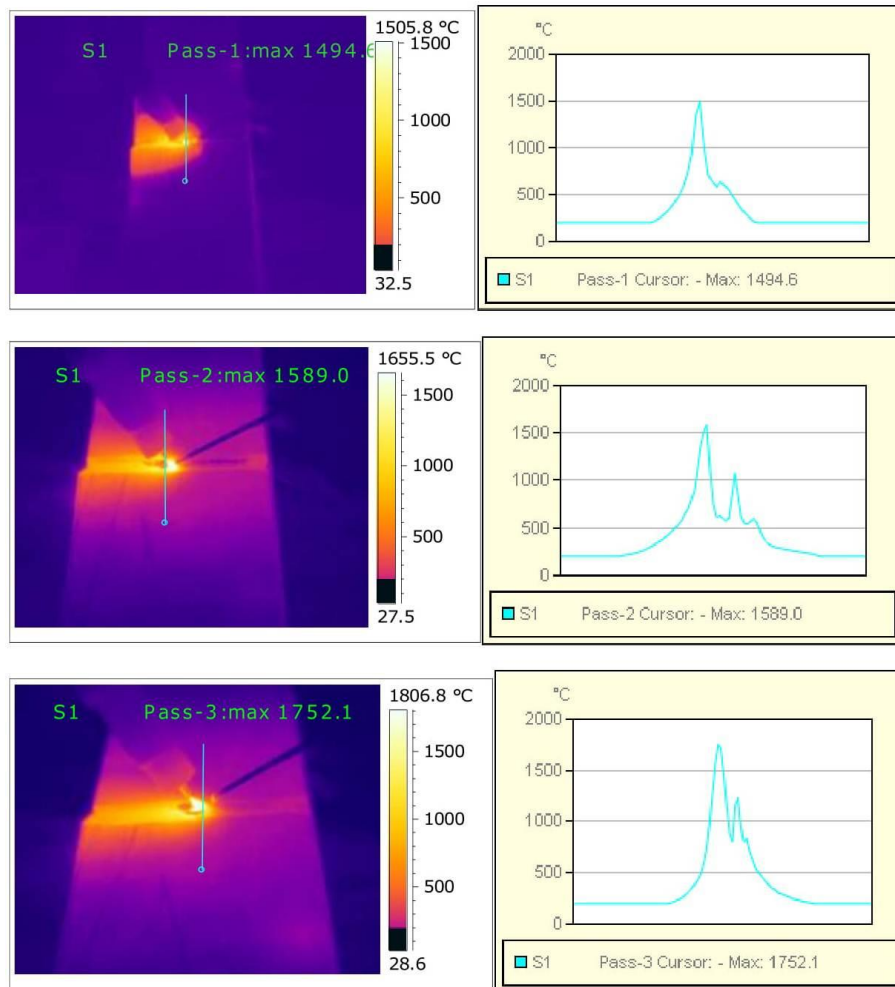 S1 Pass-1:max 1494.6
1505.8 °C
1500
1000
500
32.5
°C
2000
1500
1000
500
0
S1 Pass-1 Cursor: - Max: 1494.6
S1 Pass-2:max 1589.0
1655.5 °C
1500
1000
500
27.5
°C
2000
1500
1000
500
0
S1 Pass-2 Cursor: - Max: 1589.0
S1 Pass-3:max 1752.1
1806.8 °C
1500
1000
500
28.6
°C
2000
1500
1000
500
0
S1 Pass-3 Cursor: - Max: 1752.1